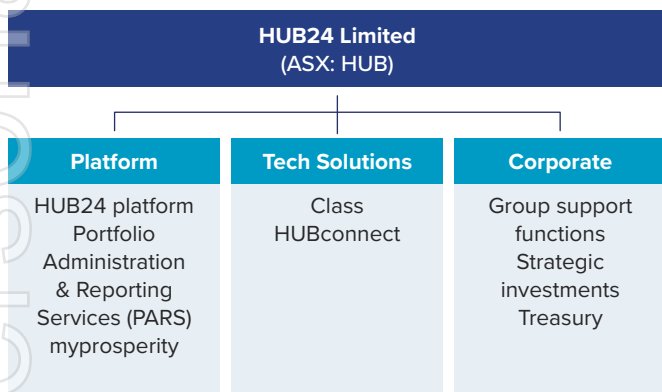 HUB24 Limited
(ASX: HUB)
Platform
HUB24 platform
Portfolio
Administration
& Reporting
Services (PARS)
myprosperity
Tech Solutions
Class
HUBconnect
Corporate
Group support
functions
Strategic
investments
Treasury